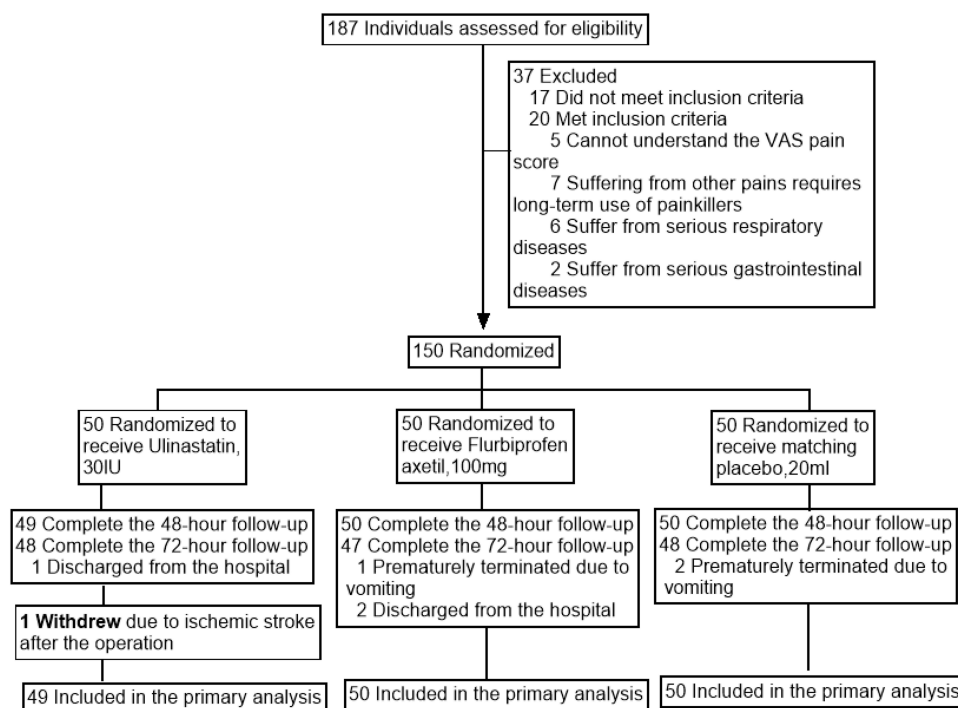 187 Individuals assessed for eligibility
37 Excluded
17 Did not meet inclusion criteria
20 Met inclusion criteria
5 Cannot understand the VAS pain
score
7 Suffering from other pains requires
long-term use of painkillers
6 Suffer from serious respiratory
diseases
2 Suffer from serious gastrointestinal
diseases
150 Randomized
50 Randomized to
receive Ulinastatin,
30IU
50 Randomized to
receive Flurbiprofen
axetil,100mg
50 Randomized to
receive matching
placebo,20ml
49 Complete the 48-hour follow-up
48 Complete the 72-hour follow-up
1 Discharged from the hospital
50 Complete the 48-hour follow-up
47 Complete the 72-hour follow-up
1 Prematurely terminated due to
vomiting
2 Discharged from the hospital
50 Complete the 48-hour follow-up
48 Complete the 72-hour follow-up
2 Prematurely terminated due to
vomiting
1 Withdrew due to ischemic stroke
after the operation
49 Included in the primary analysis
50 Included in the primary analysis
50 Included in the primary analysis